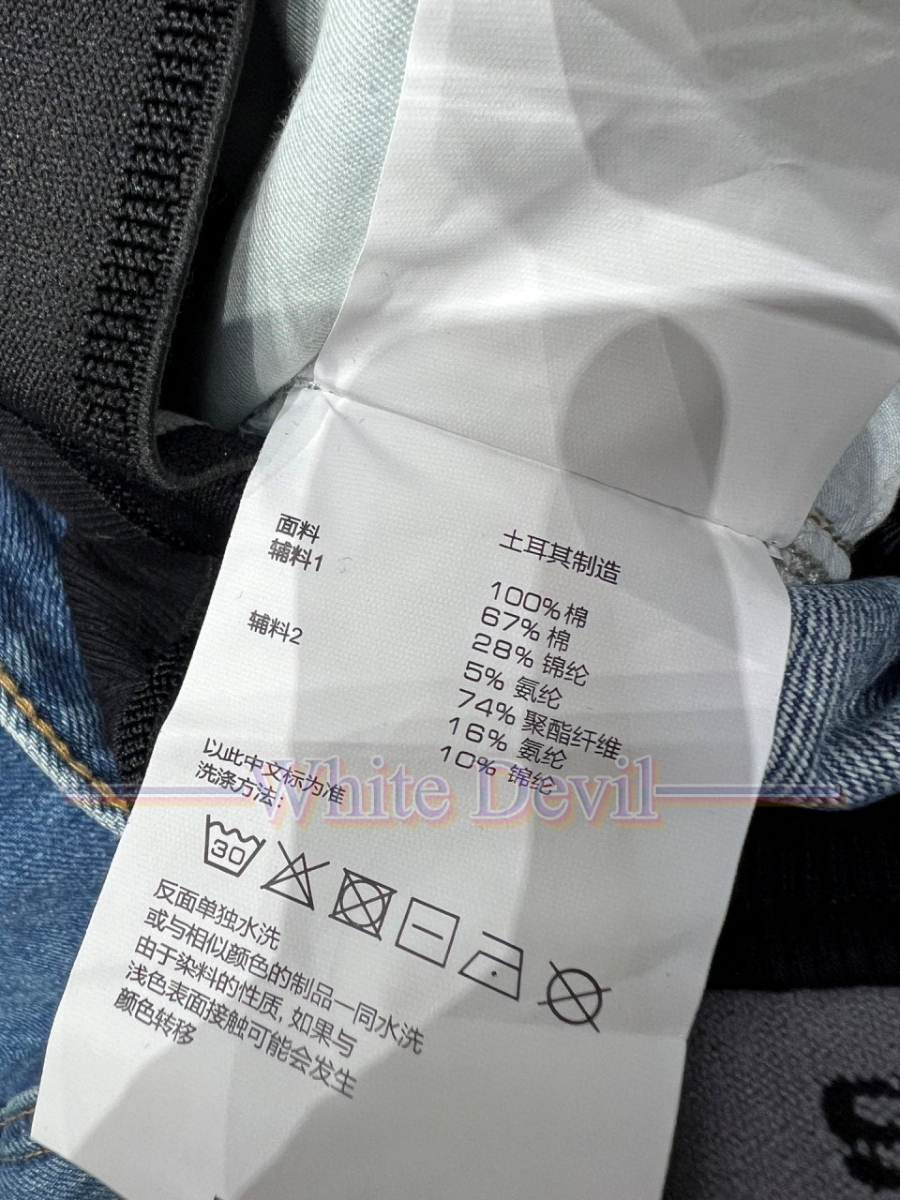 土耳其制造
面料 100%棉
辅料1 67%棉
28%锦纶
5%氨纶
辅料2 74%聚酯纤维
16%氨纶
10%锦纶
以此中文标为准
洗涤方法：
30
反面单独水洗
或与相似颜色的制品一同水洗
由于染料的性质, 如果与
浅色表面接触可能会发生
颜色转移
White Devil